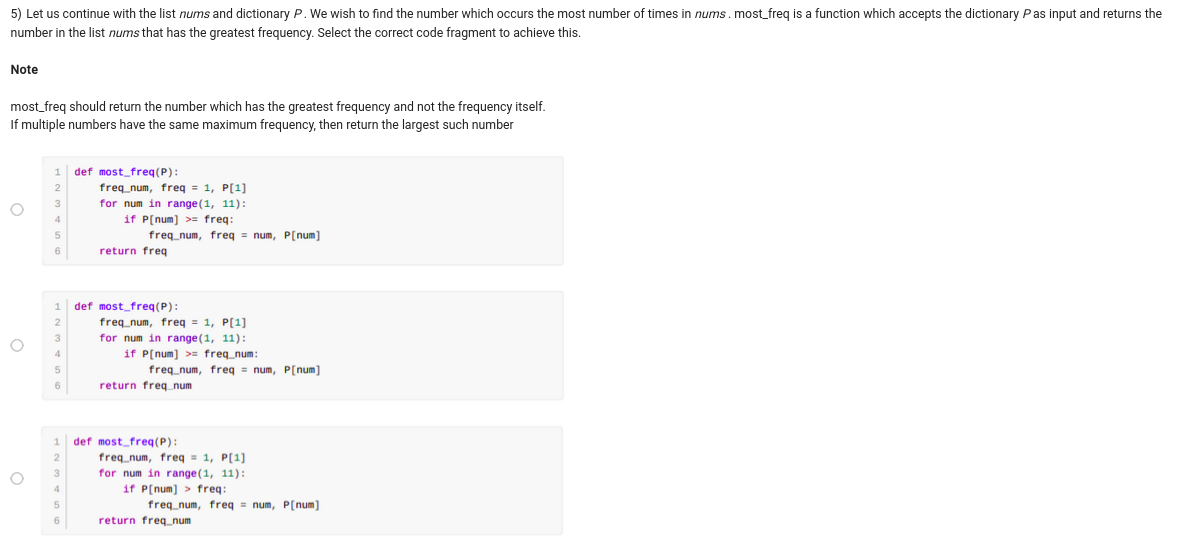 5) Let us continue with the list nums and dictionary P. We wish to find the number which occurs the most number of times in nums. most_freq is a function which accepts the dictionary P as input and returns the
number in the list nums that has the greatest frequency. Select the correct code fragment to achieve this.
Note
most_freq should return the number which has the greatest frequency and not the frequency itself.
If multiple numbers have the same maximum frequency, then return the largest such number
1 def most_freq(P):
2     freq_num, freq = 1, P[1]
3     for num in range(1, 11):
4         if P[num] >= freq:
5             freq_num, freq = num, P[num]
6     return freq
1 def most_freq(P):
2     freq_num, freq = 1, P[1]
3     for num in range(1, 11):
4         if P[num] >= freq_num:
5             freq_num, freq = num, P[num]
6     return freq_num
1 def most_freq(P):
2     freq_num, freq = 1, P[1]
3     for num in range(1, 11):
4         if P[num] > freq:
5             freq_num, freq = num, P[num]
6     return freq_num